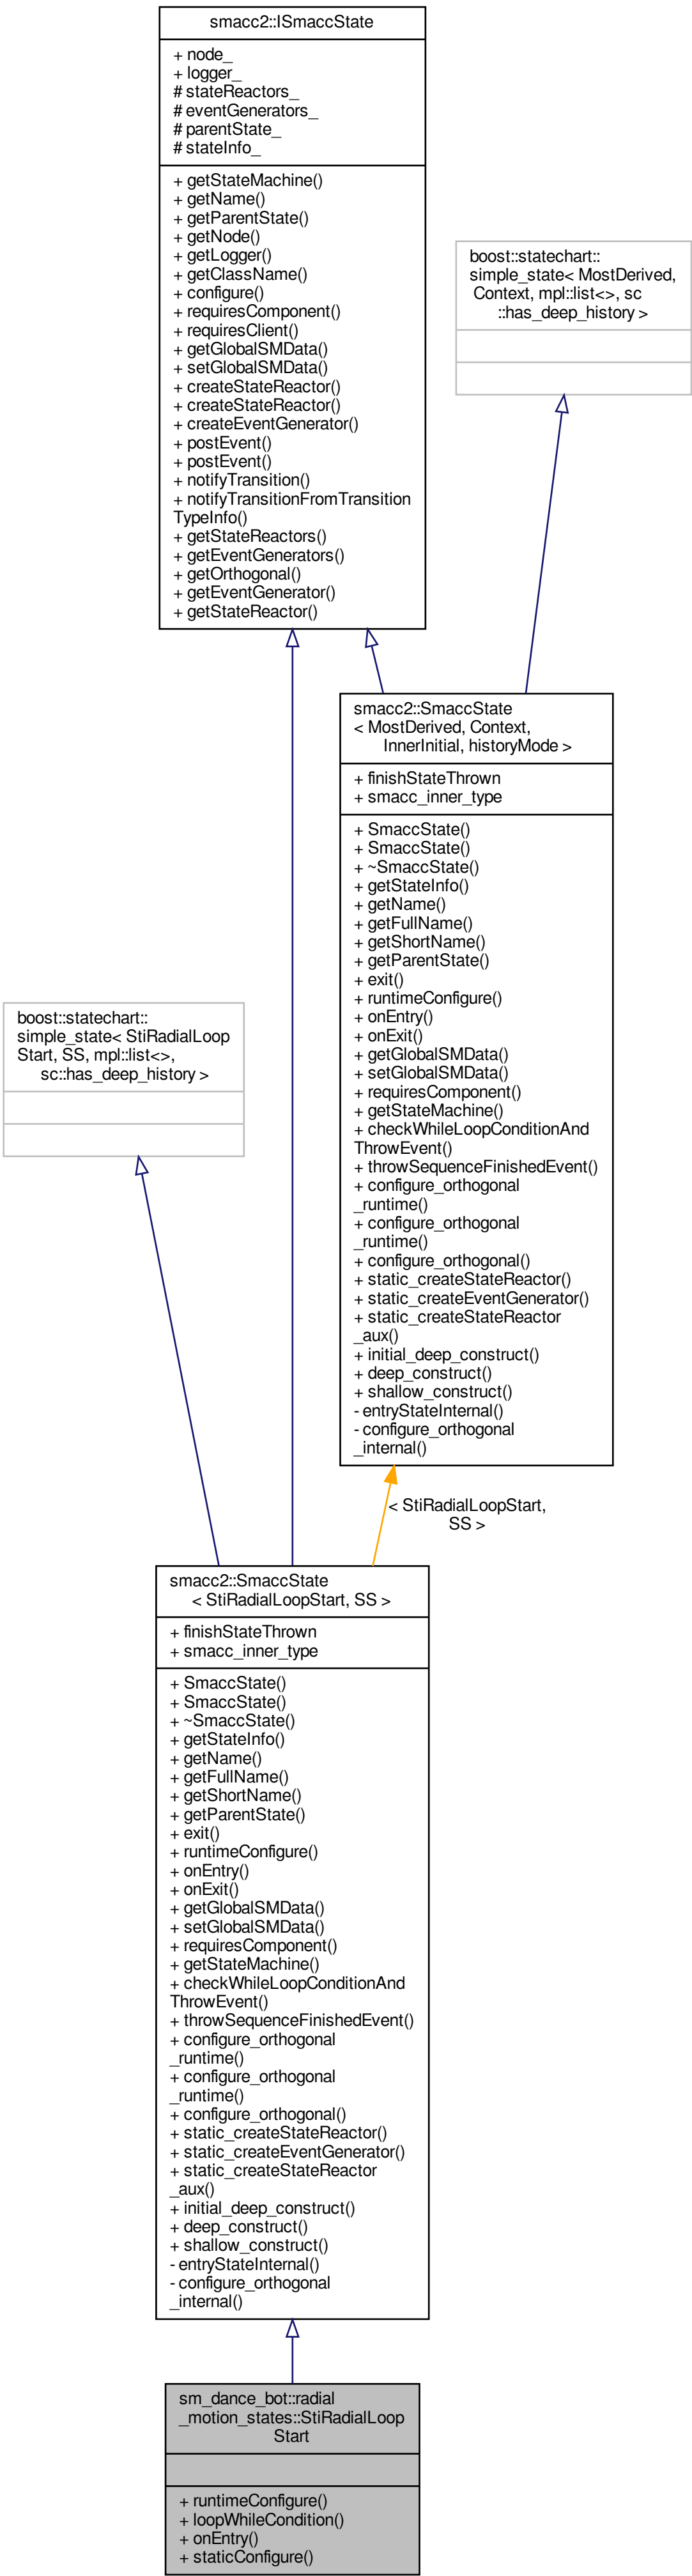 smacc2::ISmaccState
+ node_
+ logger_
# stateReactors_
# eventGenerators_
# parentState_
# stateInfo_
+ getStateMachine()
+ getName()
+ getParentState()
+ getNode()
+ getLogger()
+ getClassName()
+ configure()
+ requiresComponent()
+ requiresClient()
+ getGlobalSMData()
+ setGlobalSMData()
+ createStateReactor()
+ createStateReactor()
+ createEventGenerator()
+ postEvent()
+ postEvent()
+ notifyTransition()
+ notifyTransitionFromTransition
TypeInfo()
+ getStateReactors()
+ getEventGenerators()
+ getOrthogonal()
+ getEventGenerator()
+ getStateReactor()
boost::statechart::
simple_state< MostDerived,
Context, mpl::list<>, sc
::has_deep_history >
smacc2::SmaccState
< MostDerived, Context,
InnerInitial, historyMode >
+ finishStateThrown
+ smacc_inner_type
+ SmaccState()
+ SmaccState()
+ ~SmaccState()
+ getStateInfo()
+ getName()
+ getFullName()
+ getShortName()
+ getParentState()
+ exit()
+ runtimeConfigure()
+ onEntry()
+ onExit()
+ getGlobalSMData()
+ setGlobalSMData()
+ requiresComponent()
+ getStateMachine()
+ checkWhileLoopConditionAnd
ThrowEvent()
+ throwSequenceFinishedEvent()
+ configure_orthogonal
_runtime()
+ configure_orthogonal
_runtime()
+ configure_orthogonal()
+ static_createStateReactor()
+ static_createEventGenerator()
+ static_createStateReactor
_aux()
+ initial_deep_construct()
+ deep_construct()
+ shallow_construct()
- entryStateInternal()
- configure_orthogonal
_internal()
boost::statechart::
simple_state< StiRadialLoop
Start, SS, mpl::list<>,
sc::has_deep_history >
< StiRadialLoopStart,
SS >
smacc2::SmaccState
< StiRadialLoopStart, SS >
+ finishStateThrown
+ smacc_inner_type
+ SmaccState()
+ SmaccState()
+ ~SmaccState()
+ getStateInfo()
+ getName()
+ getFullName()
+ getShortName()
+ getParentState()
+ exit()
+ runtimeConfigure()
+ onEntry()
+ onExit()
+ getGlobalSMData()
+ setGlobalSMData()
+ requiresComponent()
+ getStateMachine()
+ checkWhileLoopConditionAnd
ThrowEvent()
+ throwSequenceFinishedEvent()
+ configure_orthogonal
_runtime()
+ configure_orthogonal
_runtime()
+ configure_orthogonal()
+ static_createStateReactor()
+ static_createEventGenerator()
+ static_createStateReactor
_aux()
+ initial_deep_construct()
+ deep_construct()
+ shallow_construct()
- entryStateInternal()
- configure_orthogonal
_internal()
sm_dance_bot::radial
_motion_states::StiRadialLoop
Start
+ runtimeConfigure()
+ loopWhileCondition()
+ onEntry()
+ staticConfigure()